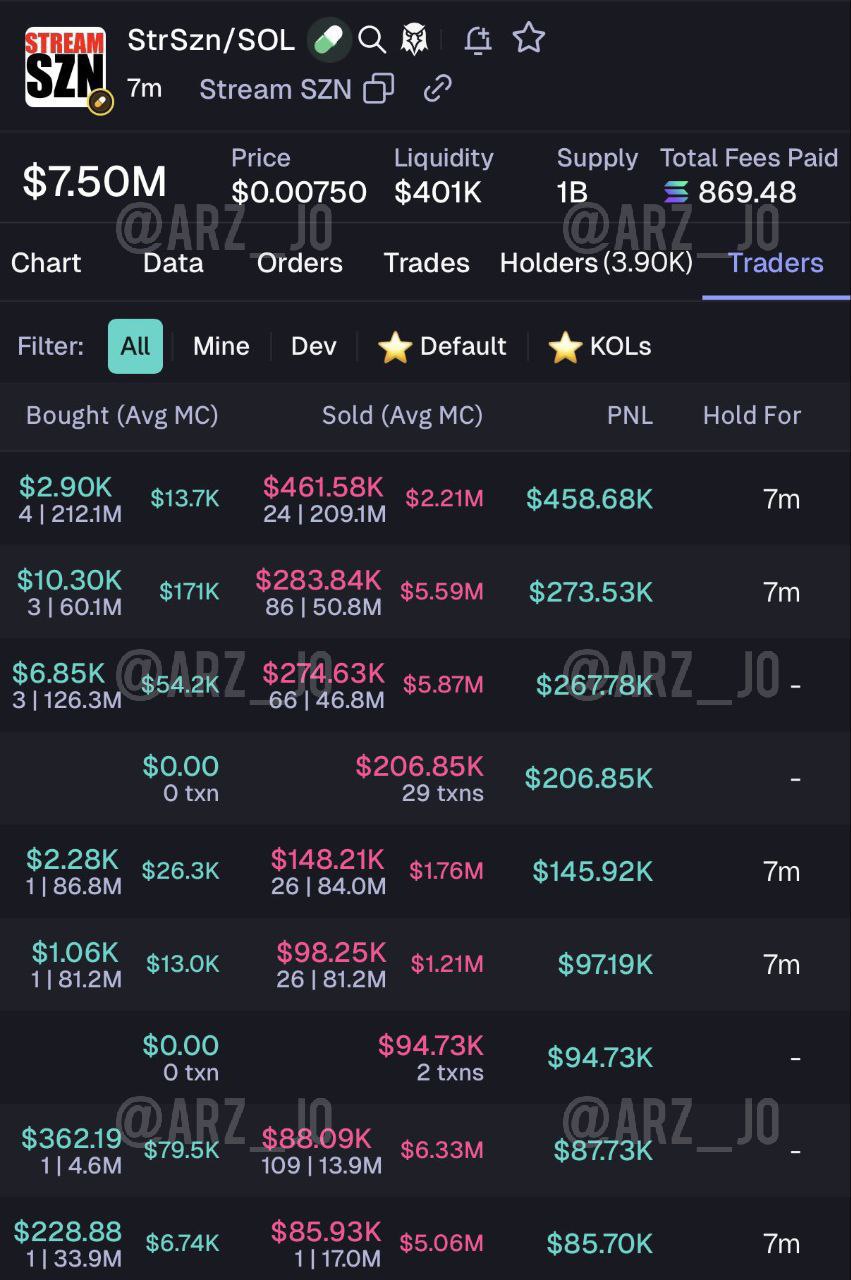 STREAM
SZN
StrSzn/SOL
7m Stream SZN
Price Liquidity Supply Total Fees Paid
$7.50M $0.00750 $401K 1B 869.48
@ARZ__J0 @ARZ__J0
Chart Data Orders Trades Holders (3.90K) Traders
Filter: All Mine Dev Default KOLs
Bought (Avg MC) Sold (Avg MC) PNL Hold For
$2.90K $13.7K $461.58K $2.21M $458.68K 7m
4 | 212.1M 24 | 209.1M
$10.30K $171K $283.84K $5.59M $273.53K 7m
3 | 60.1M 86 | 50.8M
$6.85K $54.2K $274.63K $5.87M $267.78K -
3 | 126.3M 66 | 46.8M
@ARZ__J0 @ARZ__J0
$0.00 $206.85K $206.85K -
0 txn 29 txns
$2.28K $26.3K $148.21K $1.76M $145.92K 7m
1 | 86.8M 26 | 84.0M
$1.06K $13.0K $98.25K $1.21M $97.19K 7m
1 | 81.2M 26 | 81.2M
$0.00 $94.73K $94.73K -
0 txn 2 txns
@ARZ__J0 @ARZ__J0
$362.19 $79.5K $88.09K $6.33M $87.73K -
1 | 4.6M 109 | 13.9M
$228.88 $6.74K $85.93K $5.06M $85.70K 7m
1 | 33.9M 1 | 17.0M